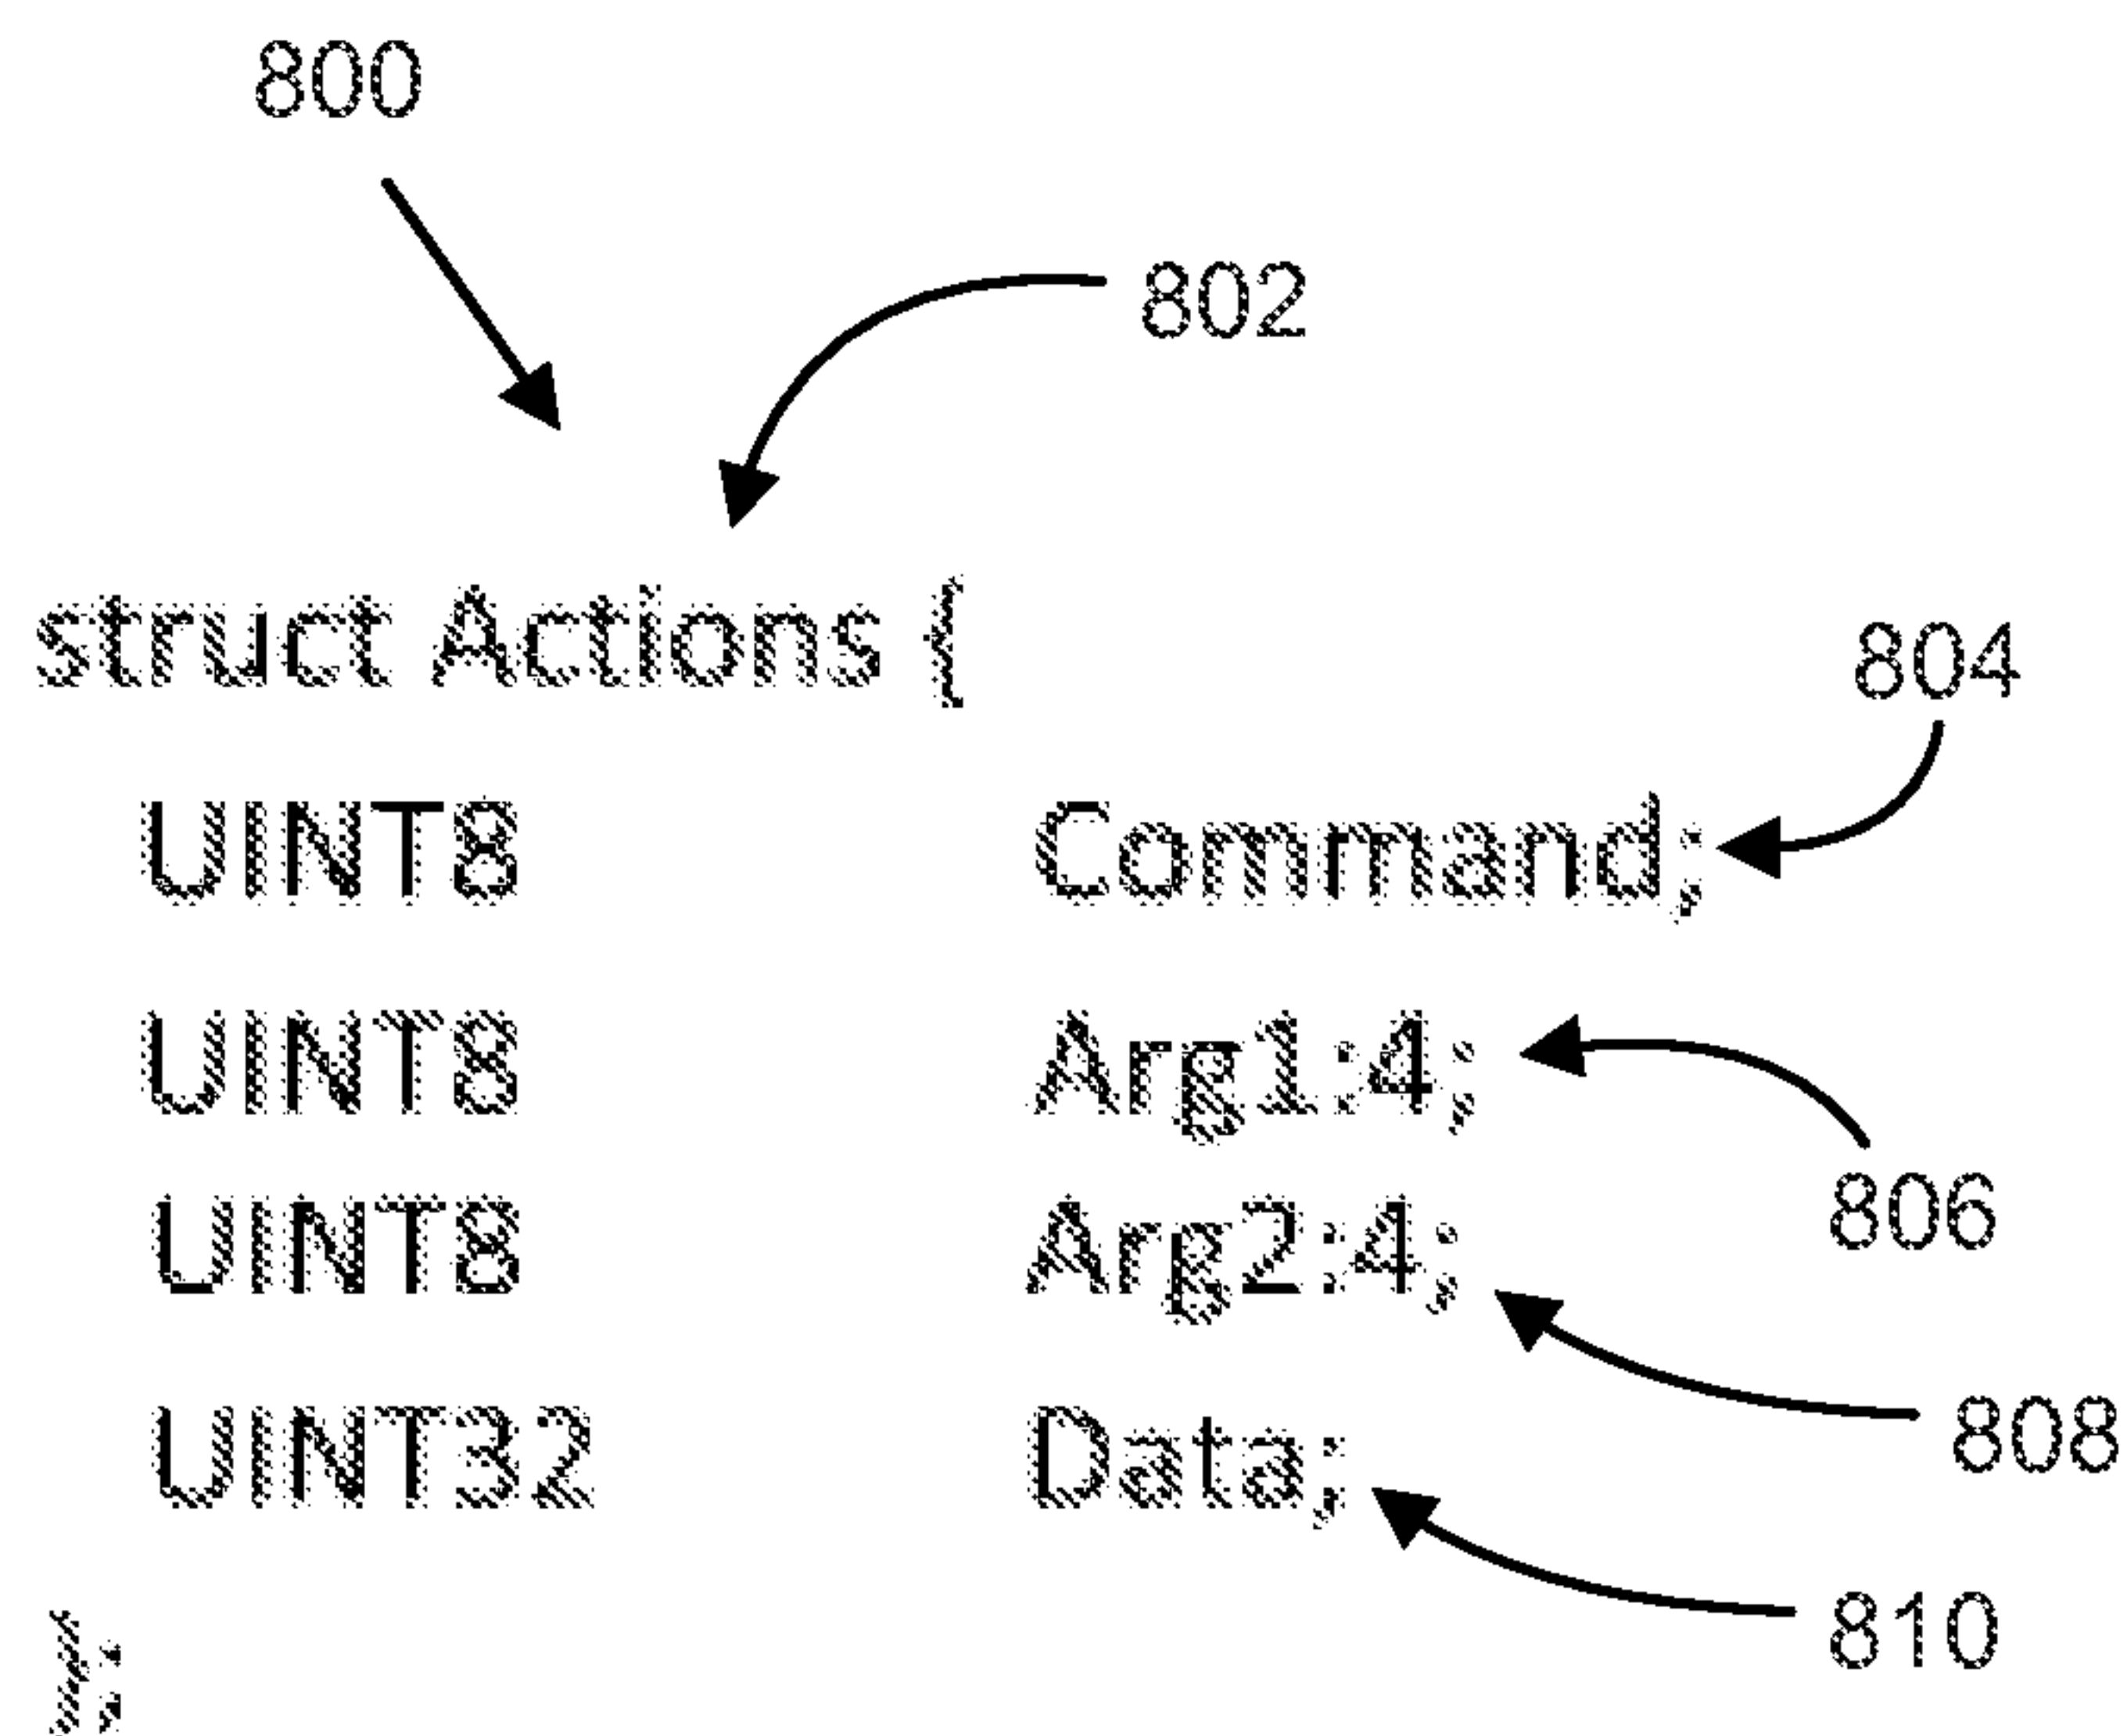 800
802
struct Actions {
804
UINT8 Command;
UINT8 Arg1:4;
806
UINT8 Arg2:4;
808
UINT32 Data;
810
};